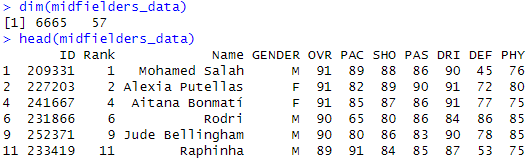 > dim(midfielders_data)
[1] 6665   57
> head(midfielders_data)
       ID Rank            Name GENDER OVR PAC SHO PAS DRI DEF PHY
1  209331    1   Mohamed Salah      M  91  89  88  86  90  45  76
2  227203    2 Alexia Putellas      F  91  82  89  90  91  72  80
4  241667    4  Aitana Bonmatí      F  91  85  87  86  91  77  75
6  231866    6           Rodri      M  90  65  80  86  84  86  85
9  252371    9 Jude Bellingham      M  90  80  86  83  90  78  85
11 233419   11        Raphinha      M  89  91  84  85  87  53  75